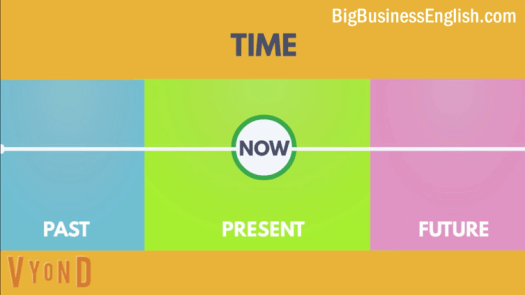 BigBusinessEnglish.com
TIME
NOW
PAST PRESENT FUTURE
VYOND